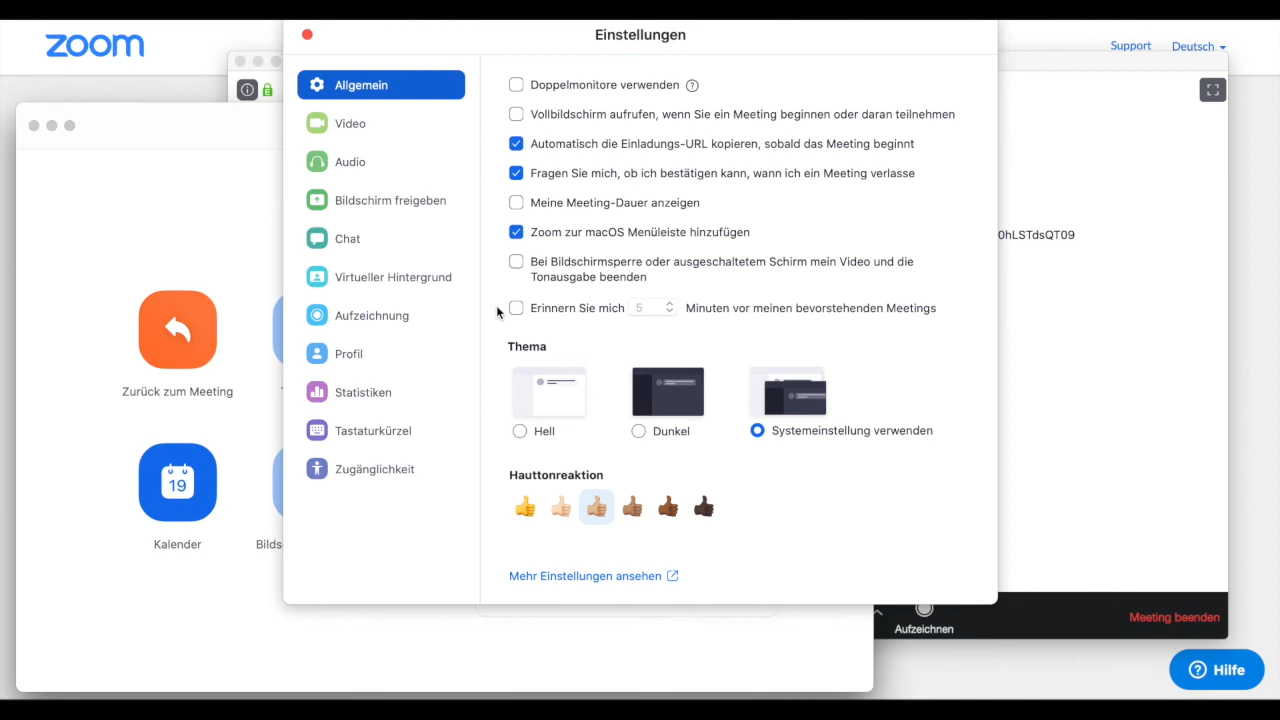 zoom
Support
Deutsch
Einstellungen
Allgemein
Video
Audio
Bildschirm freigeben
Chat
Virtueller Hintergrund
Aufzeichnung
Profil
Statistiken
Tastaturkürzel
Zugänglichkeit
Doppelmonitore verwenden
Vollbildschirm aufrufen, wenn Sie ein Meeting beginnen oder daran teilnehmen
Automatisch die Einladungs-URL kopieren, sobald das Meeting beginnt
Fragen Sie mich, ob ich bestätigen kann, wann ich ein Meeting verlasse
Meine Meeting-Dauer anzeigen
Zoom zur macOS Menüleiste hinzufügen
Bei Bildschirmsperre oder ausgeschaltetem Schirm mein Video und die
Tonausgabe beenden
Erinnern Sie mich 5 Minuten vor meinen bevorstehenden Meetings
Thema
Hell
Dunkel
Systemeinstellung verwenden
Hauttonreaktion
Mehr Einstellungen ansehen
Zurück zum Meeting
19
Kalender
Bilds
0hLSTdsQT09
Aufzeichnen
Meeting beenden
Hilfe